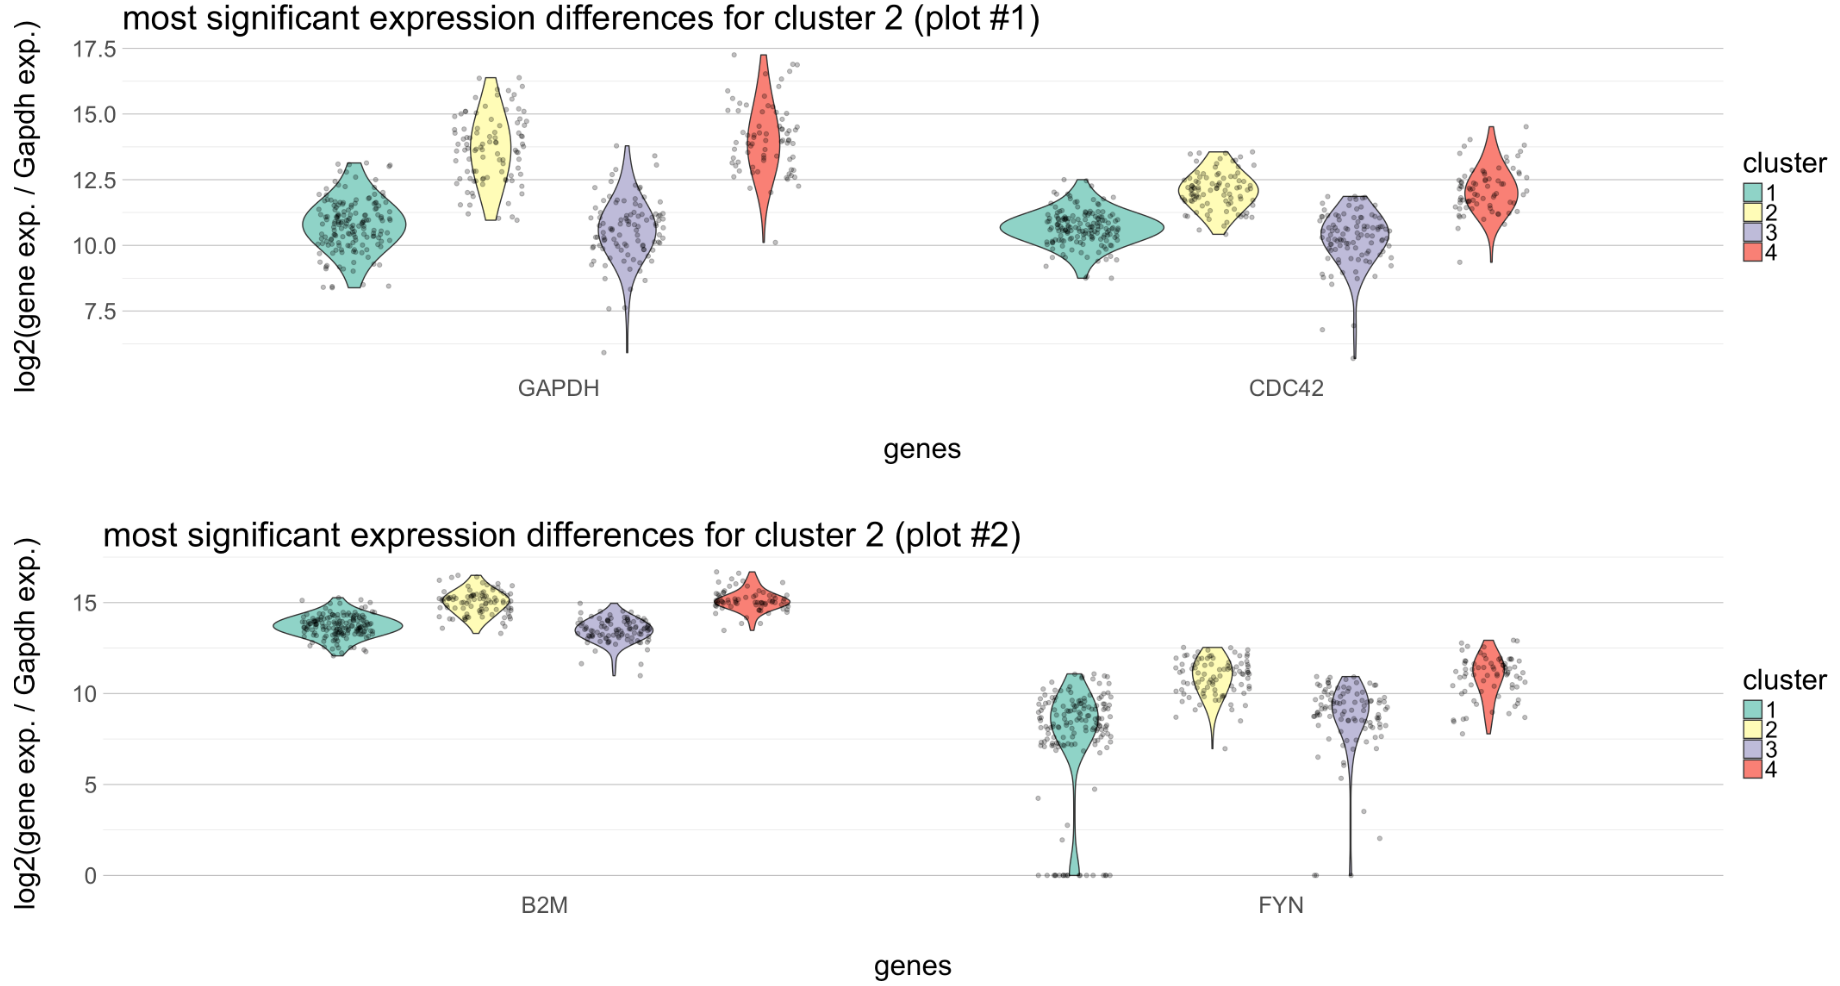 most significant expression differences for cluster 2 (plot #1)
log2(gene exp. / Gapdh exp.)
17.5
15.0
12.5
10.0
7.5
GAPDH
CDC42
genes
cluster
1
2
3
4
most significant expression differences for cluster 2 (plot #2)
log2(gene exp. / Gapdh exp.)
15
10
5
0
B2M
FYN
genes
cluster
1
2
3
4